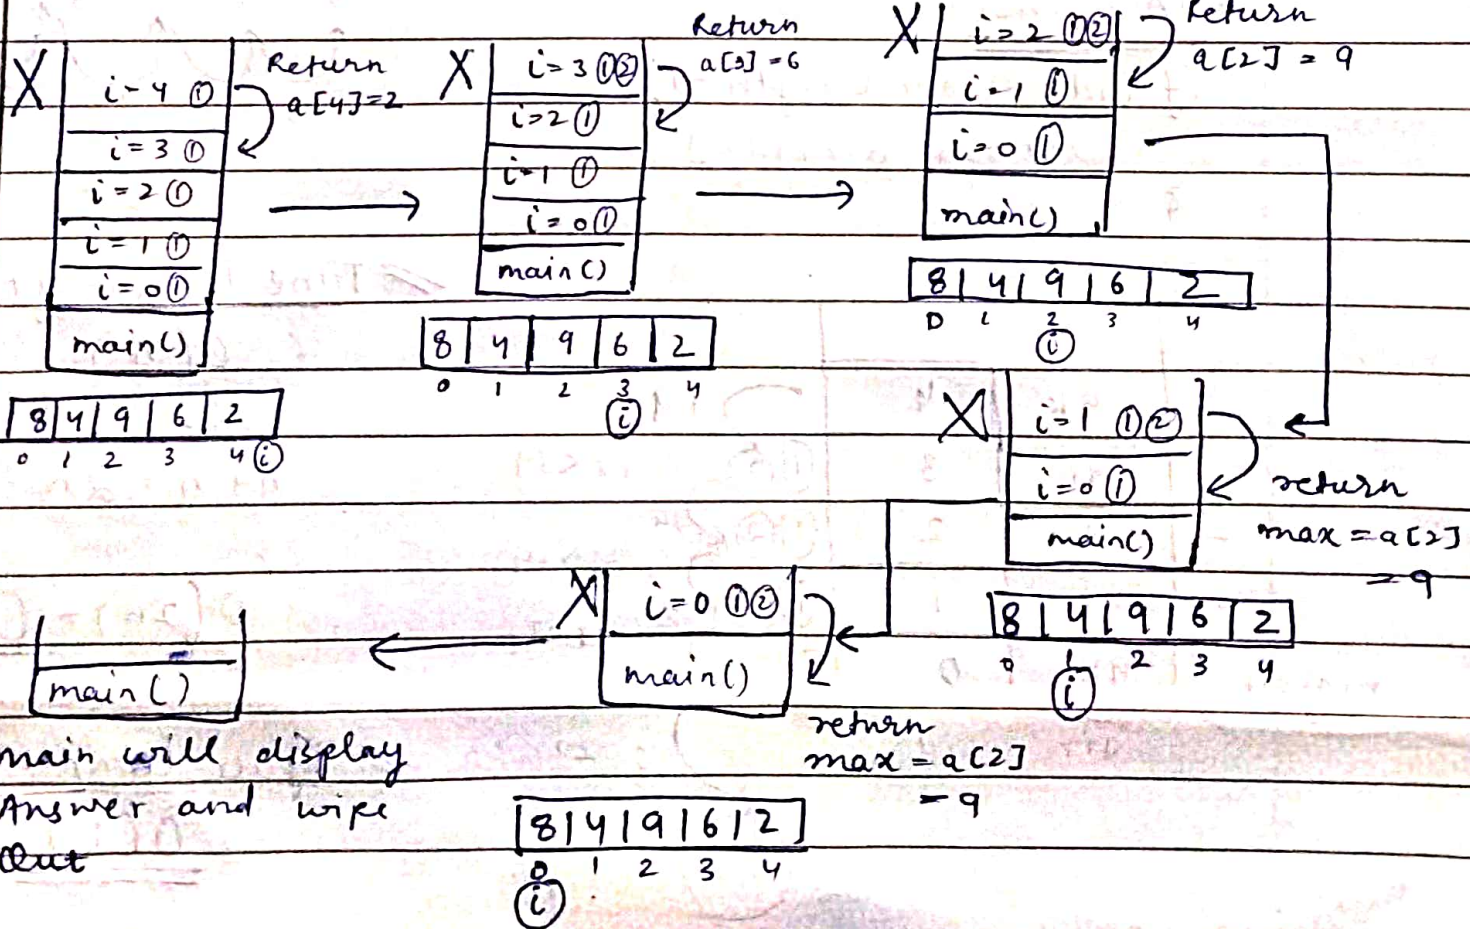 X
i=4 ①
Return
a[4]=2
i=3 ①
i=2 ①
i=1 ①
i=0 ①
main()
8 4 9 6 2
0 1 2 3 4 ⓘ
X
i=3 ①②
Return
a[3]=6
i=2 ①
i=1 ①
i=0 ①
main()
8 4 9 6 2
0 1 2 3 4
ⓘ
X
i=2 ①②
Return
a[2]=9
i=1 ①
i=0 ①
main()
8 4 9 6 2
0 1 2 3 4
ⓘ
X
i=1 ①②
i=0 ①
main()
return
max = a[2]
= 9
8 4 9 6 2
0 1 2 3 4
ⓘ
X
i=0 ①②
main()
return
max = a[2]
= 9
8 4 9 6 2
0 1 2 3 4
ⓘ
main()
main will display
Answer and wipe
Out